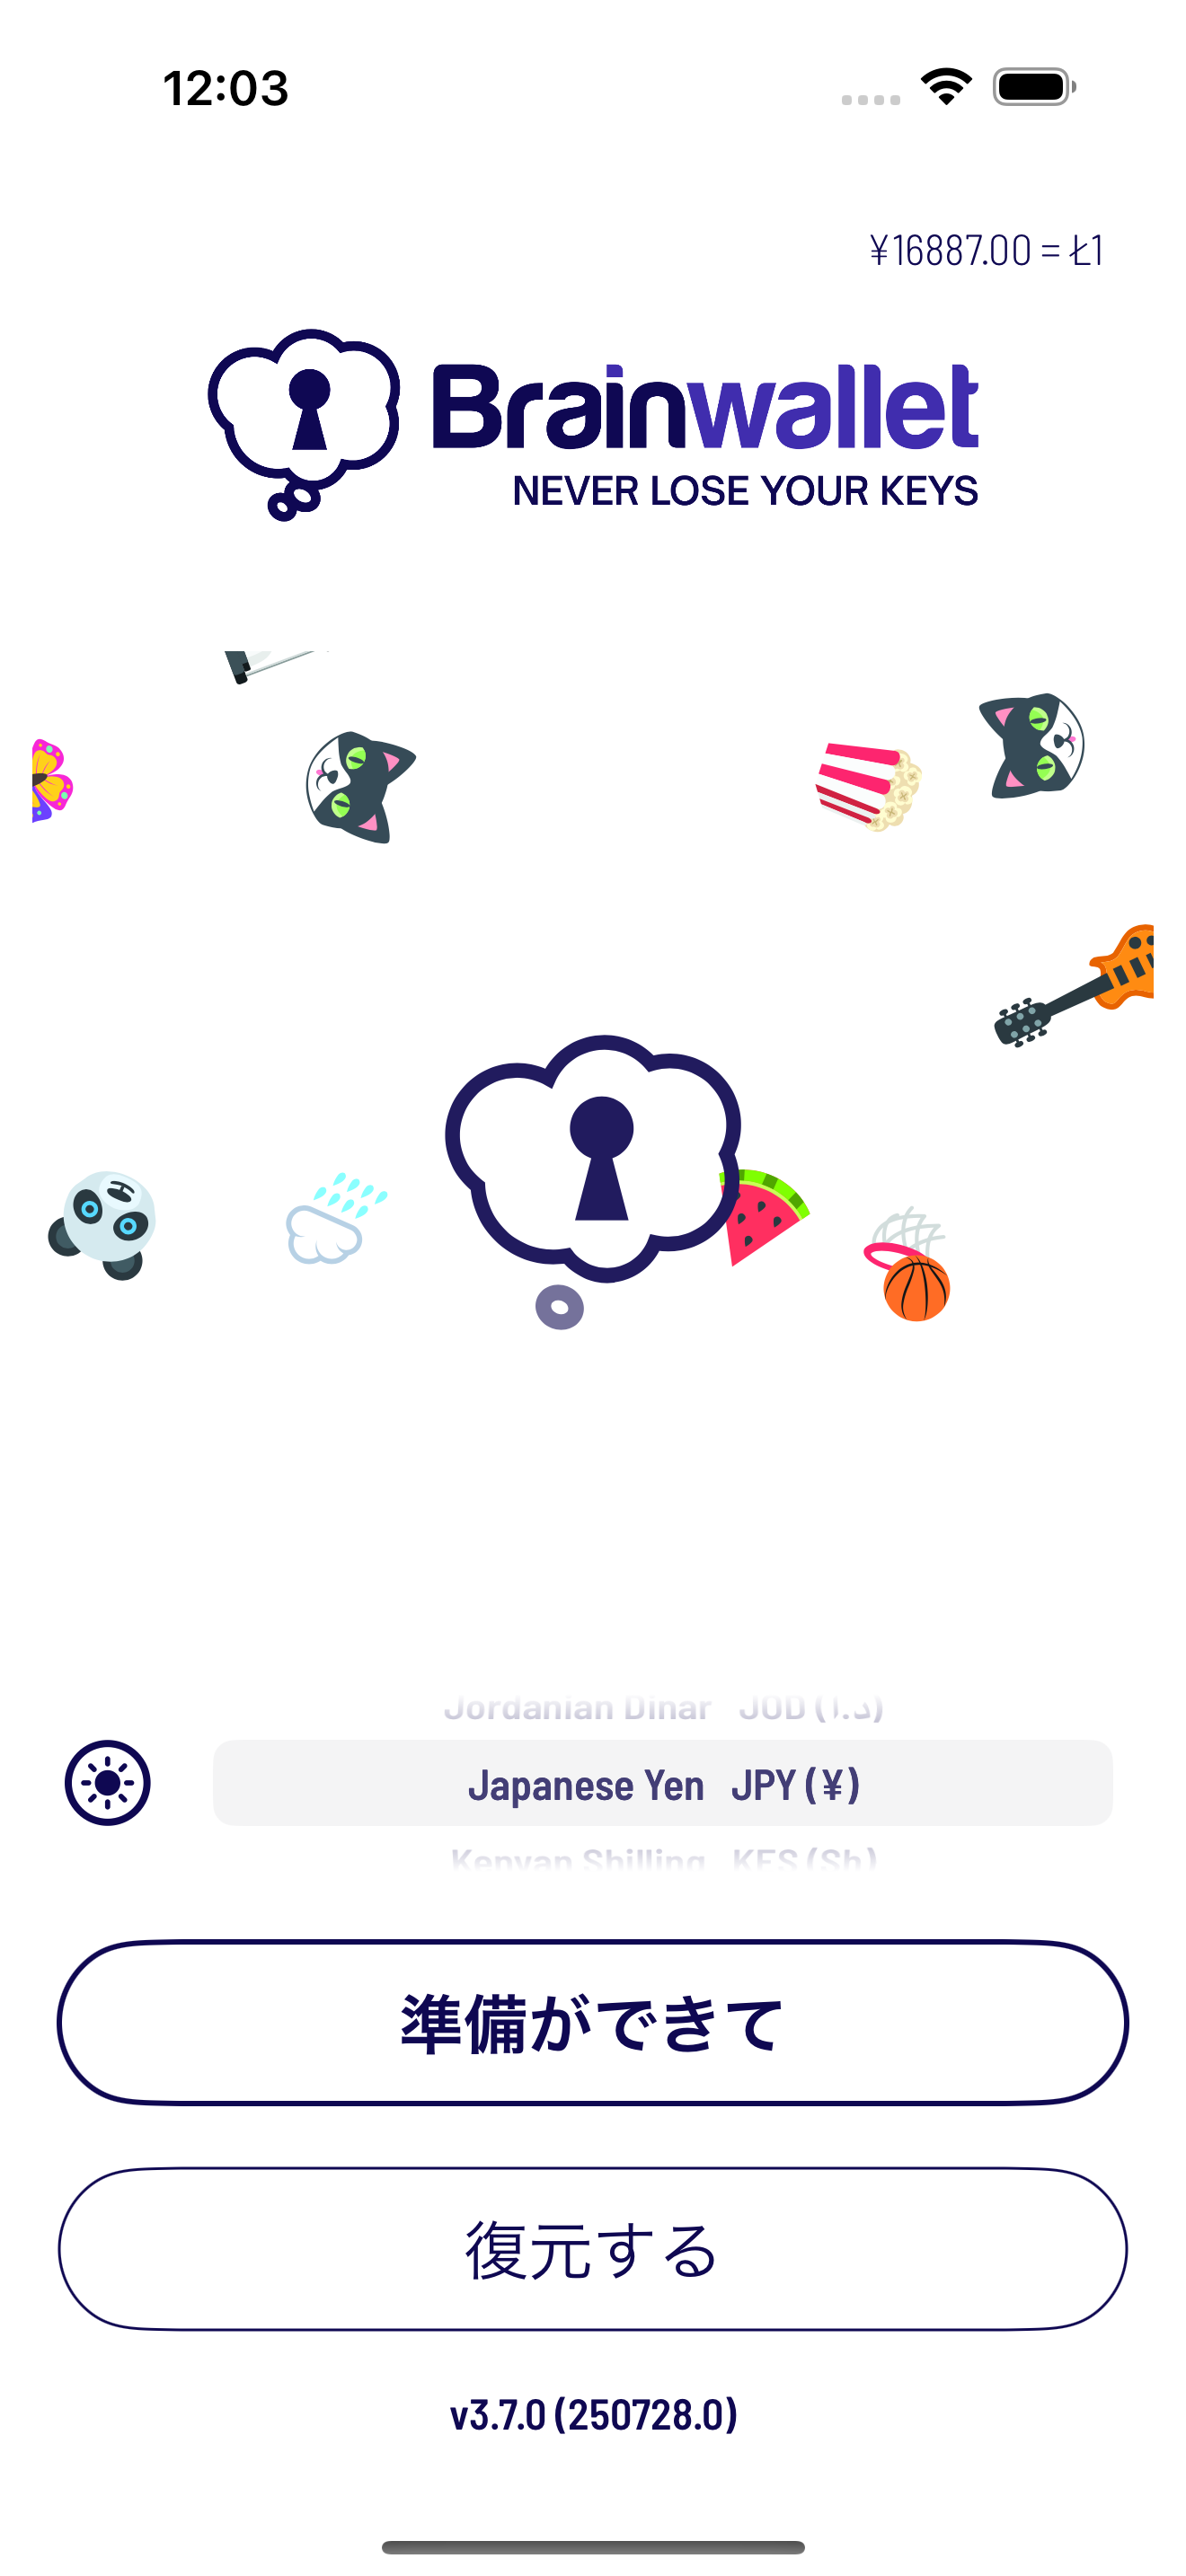 12:03
¥16887.00 = Ł1
Brainwallet
NEVER LOSE YOUR KEYS
Jordanian Dinar JOD (د.ا)
Japanese Yen JPY (¥)
Kenyan Shilling KES (Sh)
準備ができて
復元する
v3.7.0 (250728.0)